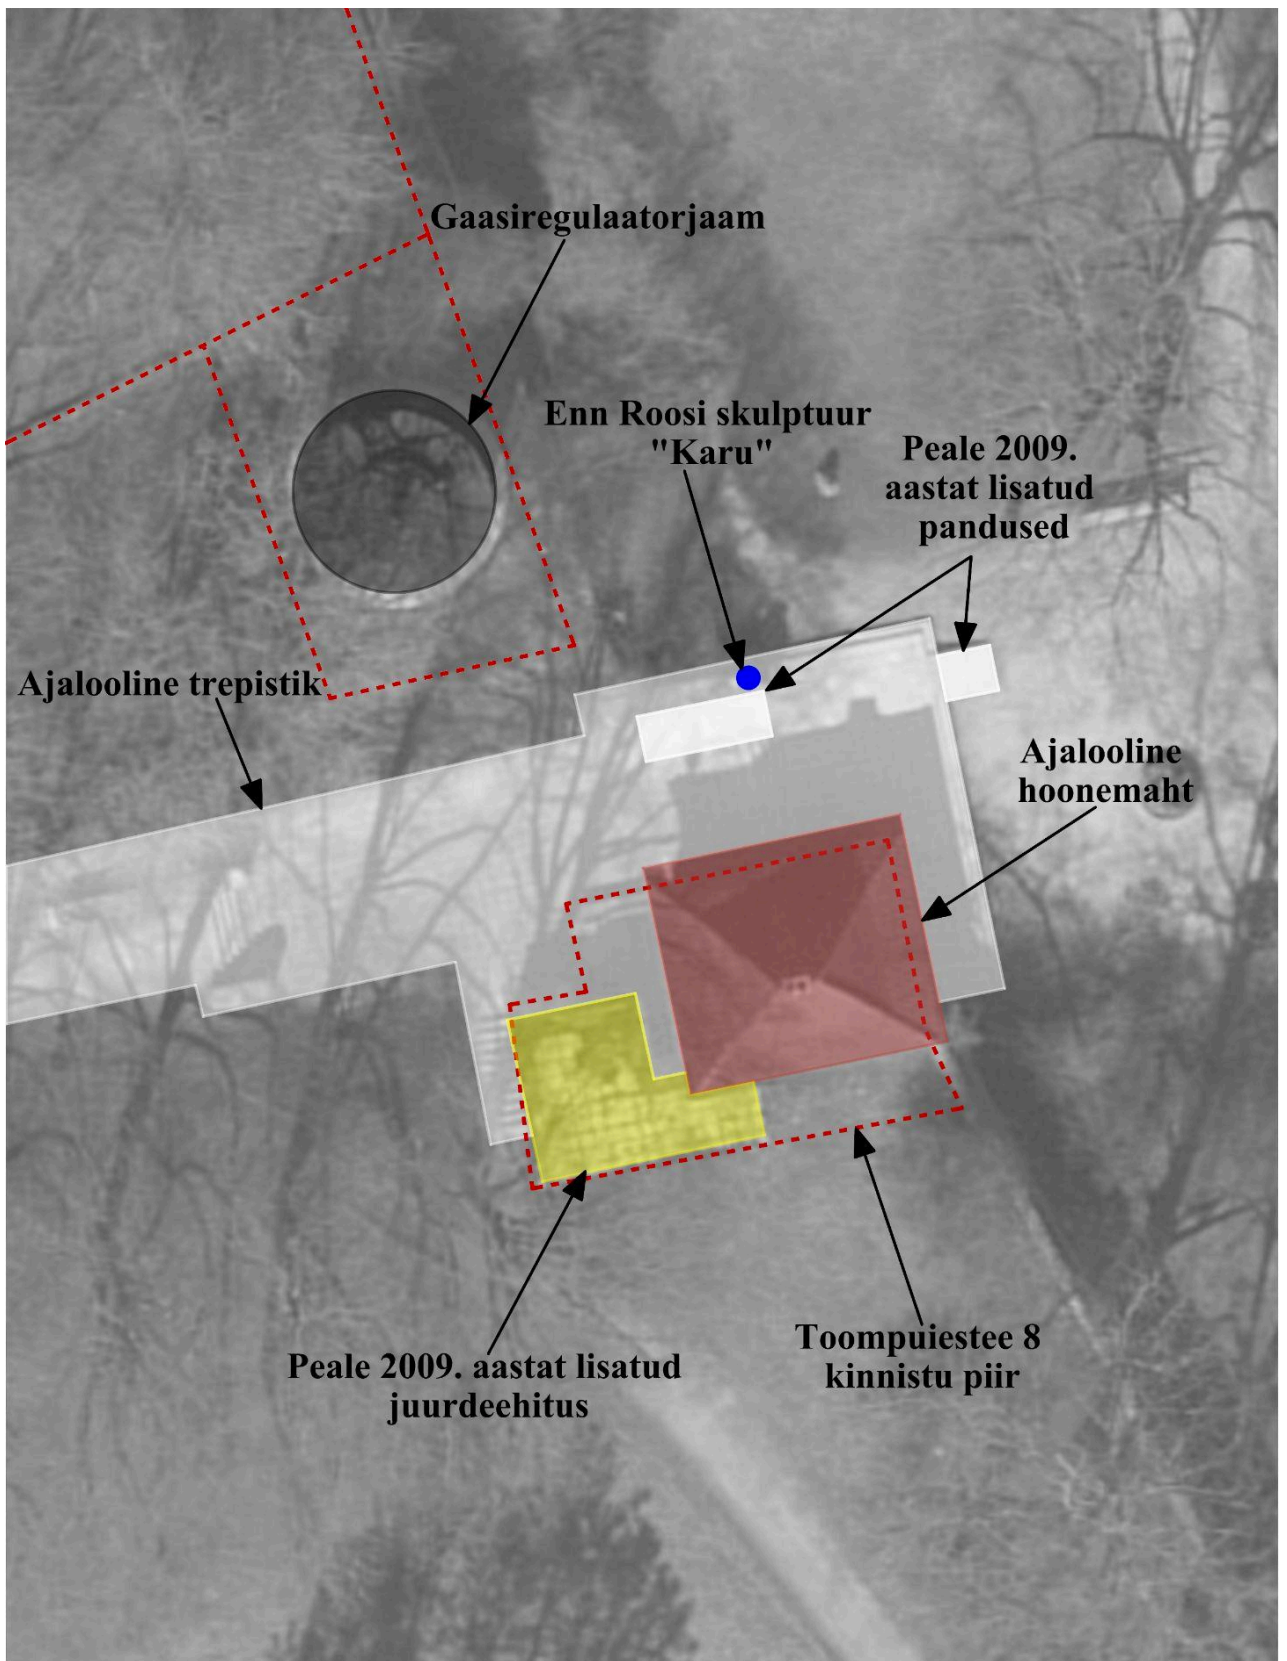 Gaasiregulaatorjaam
Enn Roosi skulptuur
"Karu"
Peale 2009.
aastat lisatud
pandused
Ajalooline trepistik
Ajalooline
hoonemaht
Toompuiestee 8
kinnistu piir
Peale 2009. aastat lisatud
juurdeehitus